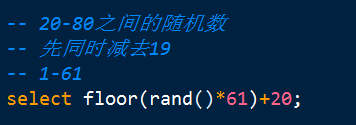 -- 20-80之间的随机数
-- 先同时减去19
-- 1-61
select floor(rand()*61)+20;